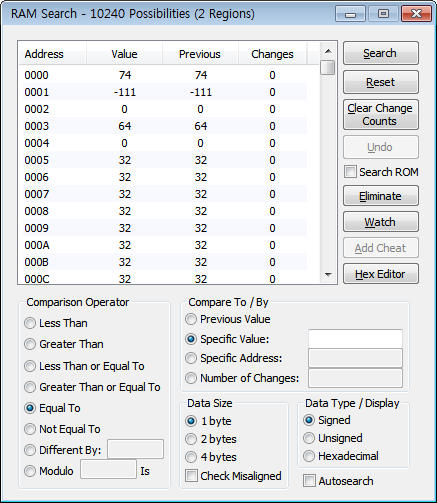 RAM Search - 10240 Possibilities (2 Regions)
Address Value Previous Changes
0000 74 74 0
0001 -111 -111 0
0002 0 0 0
0003 64 64 0
0004 0 0 0
0005 32 32 0
0006 32 32 0
0007 32 32 0
0008 32 32 0
0009 32 32 0
000A 32 32 0
000B 32 32 0
000C 32 32 0
Search
Reset
Clear Change
Counts
Undo
Search ROM
Eliminate
Watch
Add Cheat
Hex Editor
Comparison Operator
Less Than
Greater Than
Less Than or Equal To
Greater Than or Equal To
Equal To
Not Equal To
Different By:
Modulo Is
Compare To / By
Previous Value
Specific Value:
Specific Address:
Number of Changes:
Data Size
1 byte
2 bytes
4 bytes
Check Misaligned
Data Type / Display
Signed
Unsigned
Hexadecimal
Autosearch